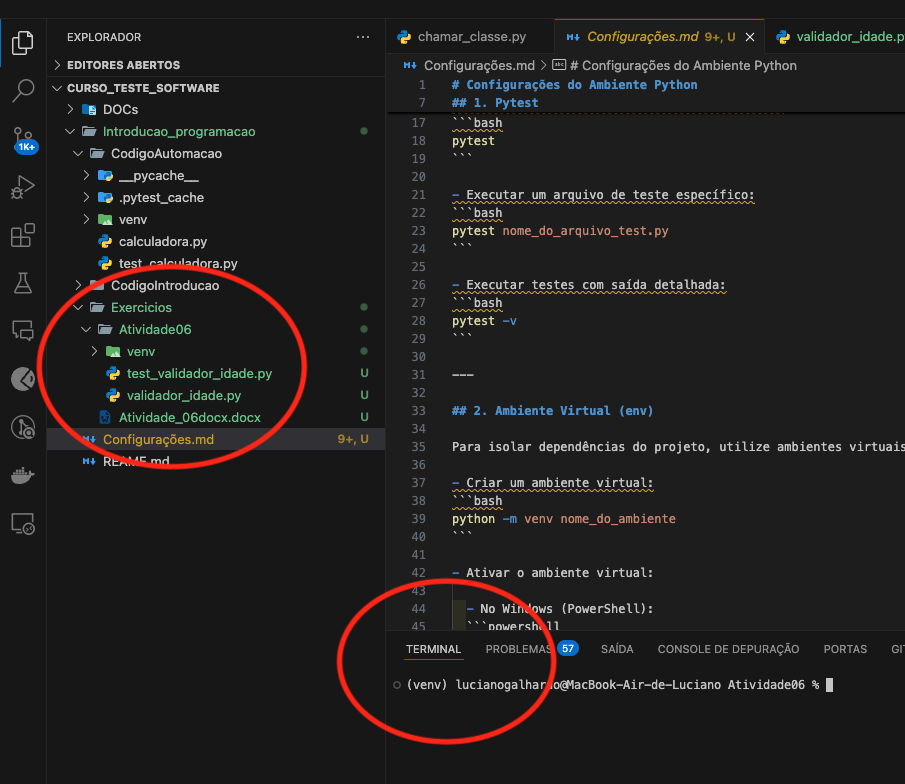 EXPLORADOR
EDITORES ABERTOS
CURSO_TESTE_SOFTWARE
DOCs
Introducao_programacao
CodigoAutomacao
__pycache__
.pytest_cache
venv
calculadora.py
test_calculadora.py
CodigoIntroducao
Exercicios
Atividade06
venv
test_validador_idade.py U
validador_idade.py U
Atividade_06docx.docx U
Configurações.md 9+, U
REAME.md
1K+
chamar_classe.py Configurações.md 9+, U validador_idade.p
Configurações.md > # Configurações do Ambiente Python
1 # Configurações do Ambiente Python
7 ## 1. Pytest
17 ```bash
18 pytest
19 ```
20
21 - Executar um arquivo de teste específico:
22 ```bash
23 pytest nome_do_arquivo_test.py
24 ```
25
26 - Executar testes com saída detalhada:
27 ```bash
28 pytest -v
29 ```
30
31 ---
32
33 ## 2. Ambiente Virtual (env)
34
35 Para isolar dependências do projeto, utilize ambientes virtuais
36
37 - Criar um ambiente virtual:
38 ```bash
39 python -m venv nome_do_ambiente
40 ```
41
42 - Ativar o ambiente virtual:
43
44 - No Windows (PowerShell):
45 ```powershell
TERMINAL PROBLEMAS 57 SAÍDA CONSOLE DE DEPURAÇÃO PORTAS GI
(venv) lucianogalhardo@MacBook-Air-de-Luciano Atividade06 %